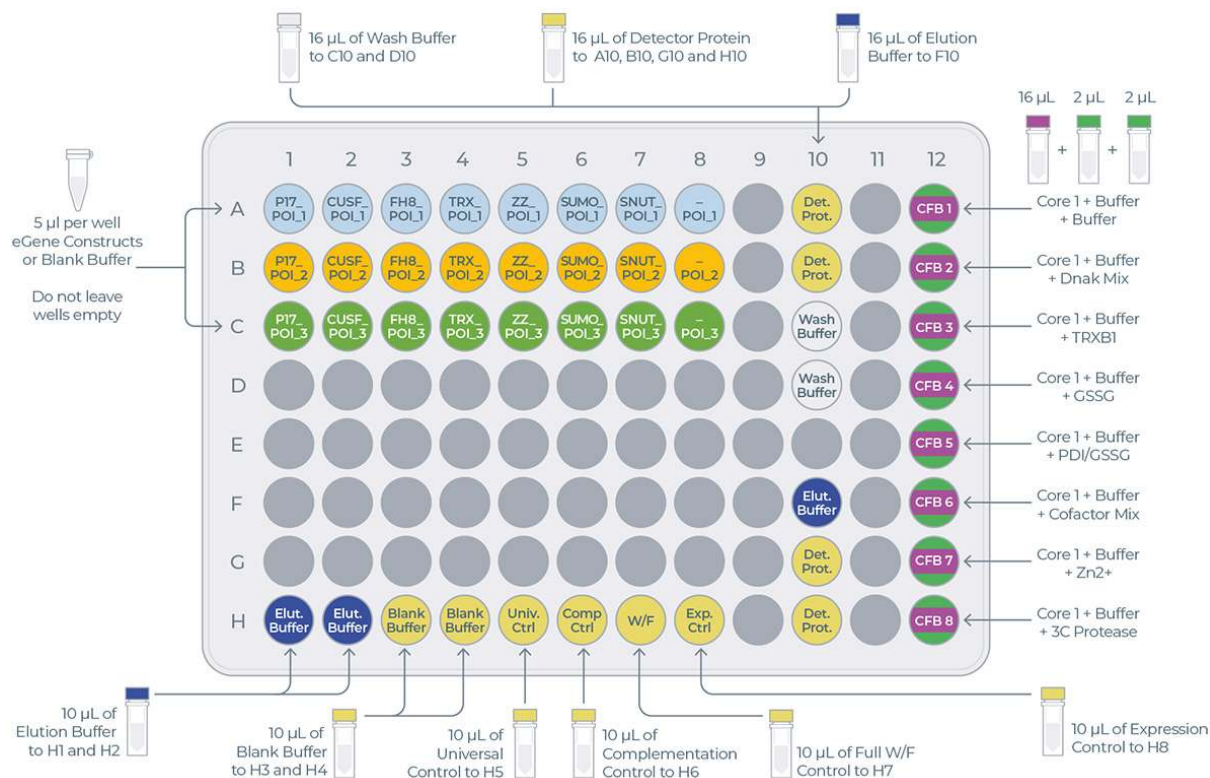 16 µL of Wash Buffer
to C10 and D10
16 µL of Detector Protein
to A10, B10, G10 and H10
16 µL of Elution
Buffer to F10
16 µL
2 µL
2 µL
+
+
5 µl per well
eGene Constructs
or Blank Buffer
Do not leave
wells empty
1 2 3 4 5 6 7 8 9 10 11 12
A
P17_
POI_1
CUSF_
POI_1
FH8_
POI_1
TRX_
POI_1
ZZ_
POI_1
SUMO_
POI_1
SNUT_
POI_1
–
POI_1
Det.
Prot.
CFB 1
Core 1 + Buffer
+ Buffer
B
P17_
POI_2
CUSF_
POI_2
FH8_
POI_2
TRX_
POI_2
ZZ_
POI_2
SUMO_
POI_2
SNUT_
POI_2
–
POI_2
Det.
Prot.
CFB 2
Core 1 + Buffer
+ Dnak Mix
C
P17_
POI_3
CUSF_
POI_3
FH8_
POI_3
TRX_
POI_3
ZZ_
POI_3
SUMO_
POI_3
SNUT_
POI_3
–
POI_3
Wash
Buffer
CFB 3
Core 1 + Buffer
+ TRXB1
D
Wash
Buffer
CFB 4
Core 1 + Buffer
+ GSSG
E
CFB 5
Core 1 + Buffer
+ PDI/GSSG
F
Elut.
Buffer
CFB 6
Core 1 + Buffer
+ Cofactor Mix
G
Det.
Prot.
CFB 7
Core 1 + Buffer
+ Zn2+
H
Elut.
Buffer
Elut.
Buffer
Blank
Buffer
Blank
Buffer
Univ.
Ctrl
Comp
Ctrl
W/F
Exp.
Ctrl
Det.
Prot.
CFB 8
Core 1 + Buffer
+ 3C Protease
10 µL of
Elution Buffer
to H1 and H2
10 µL of
Blank Buffer
to H3 and H4
10 µL of
Universal
Control to H5
10 µL of
Complementation
Control to H6
10 µL of Full W/F
Control to H7
10 µL of Expression
Control to H8